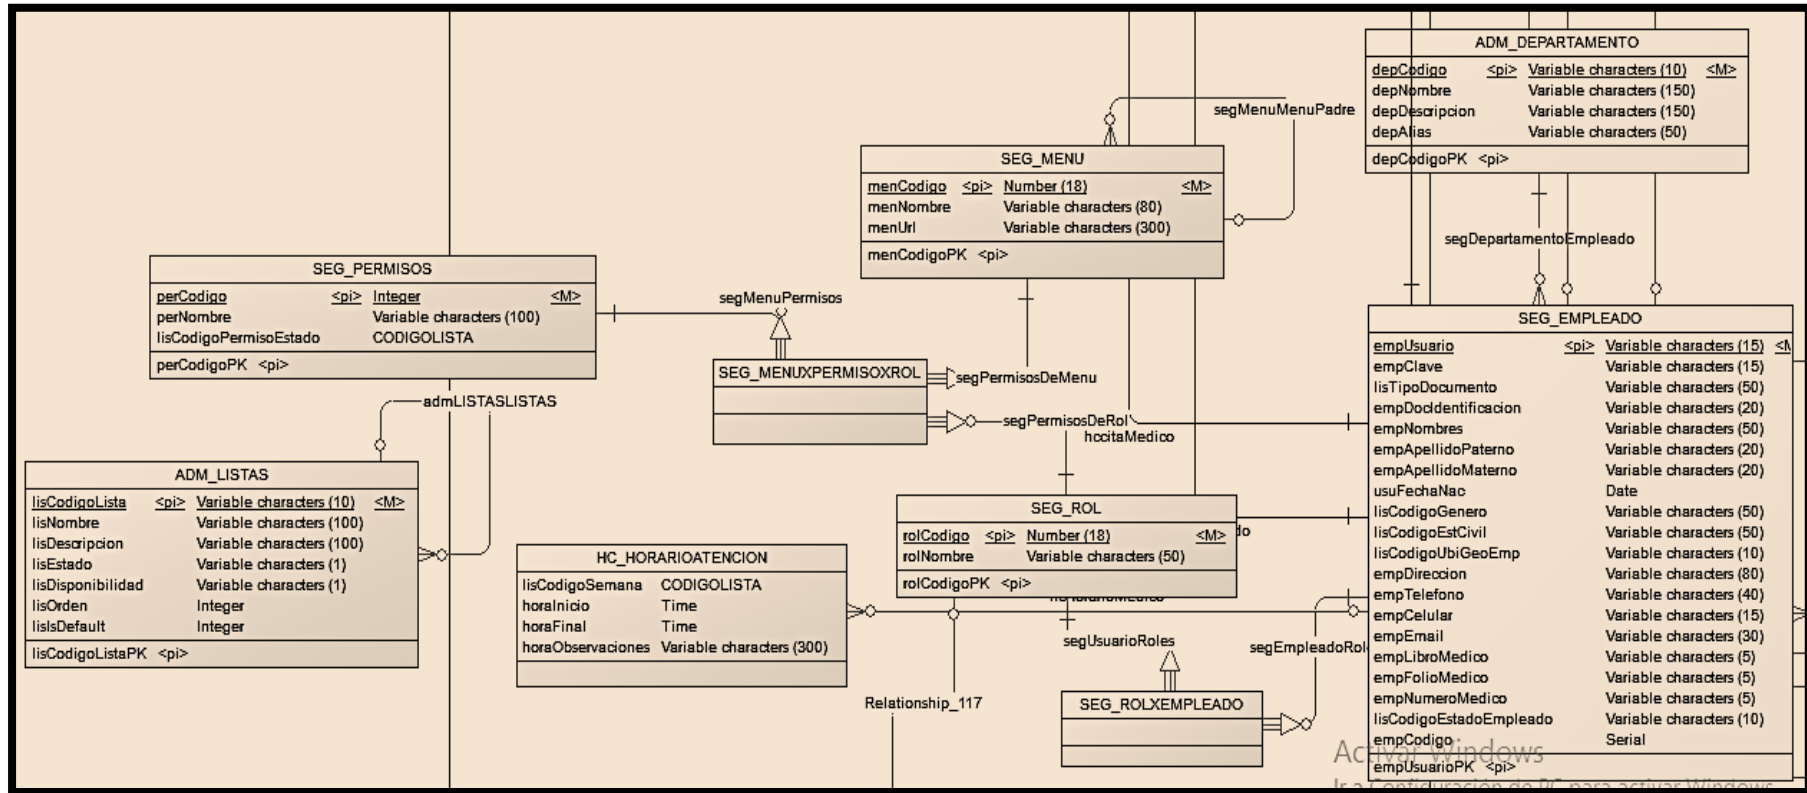 ADM_DEPARTAMENTO
depCodigo <pi> Variable characters (10) <M>
depNombre Variable characters (150)
depDescripcion Variable characters (150)
depAlias Variable characters (50)
depCodigoPK <pi>
segMenuMenuPadre
SEG_MENU
menCodigo <pi> Number (18) <M>
menNombre Variable characters (80)
menUrl Variable characters (300)
menCodigoPK <pi>
segDepartamentoEmpleado
SEG_PERMISOS
perCodigo <pi> Integer <M>
perNombre Variable characters (100)
lisCodigoPermisoEstado CODIGOLISTA
perCodigoPK <pi>
segMenuPermisos
SEG_MENUXPERMISOXROL
segPermisosDeMenu
segPermisosDeRol
hccitaMedico
admLISTASLISTAS
ADM_LISTAS
lisCodigoLista <pi> Variable characters (10) <M>
lisNombre Variable characters (100)
lisDescripcion Variable characters (100)
lisEstado Variable characters (1)
lisDisponibilidad Variable characters (1)
lisOrden Integer
lisIsDefault Integer
lisCodigoListaPK <pi>
HC_HORARIOATENCION
lisCodigoSemana CODIGOLISTA
horaInicio Time
horaFinal Time
horaObservaciones Variable characters (300)
SEG_ROL
rolCodigo <pi> Number (18) <M>
rolNombre Variable characters (50)
rolCodigoPK <pi>
do
segUsuarioRoles
segEmpleadoRol
Relationship_117
SEG_ROLXEMPLEADO
SEG_EMPLEADO
empUsuario <pi> Variable characters (15) <M
empClave Variable characters (15)
lisTipoDocumento Variable characters (50)
empDocIdentificacion Variable characters (20)
empNombres Variable characters (50)
empApellidoPaterno Variable characters (20)
empApellidoMaterno Variable characters (20)
usuFechaNac Date
lisCodigoGenero Variable characters (50)
lisCodigoEstCivil Variable characters (50)
lisCodigoUbiGeoEmp Variable characters (10)
empDireccion Variable characters (80)
empTelefono Variable characters (40)
empCelular Variable characters (15)
empEmail Variable characters (30)
empLibroMedico Variable characters (5)
empFolioMedico Variable characters (5)
empNumeroMedico Variable characters (5)
lisCodigoEstadoEmpleado Variable characters (10)
empCodigo Serial
empUsuarioPK <pi>
Activar Windows
Ir a Configuración de PC para activar Windows